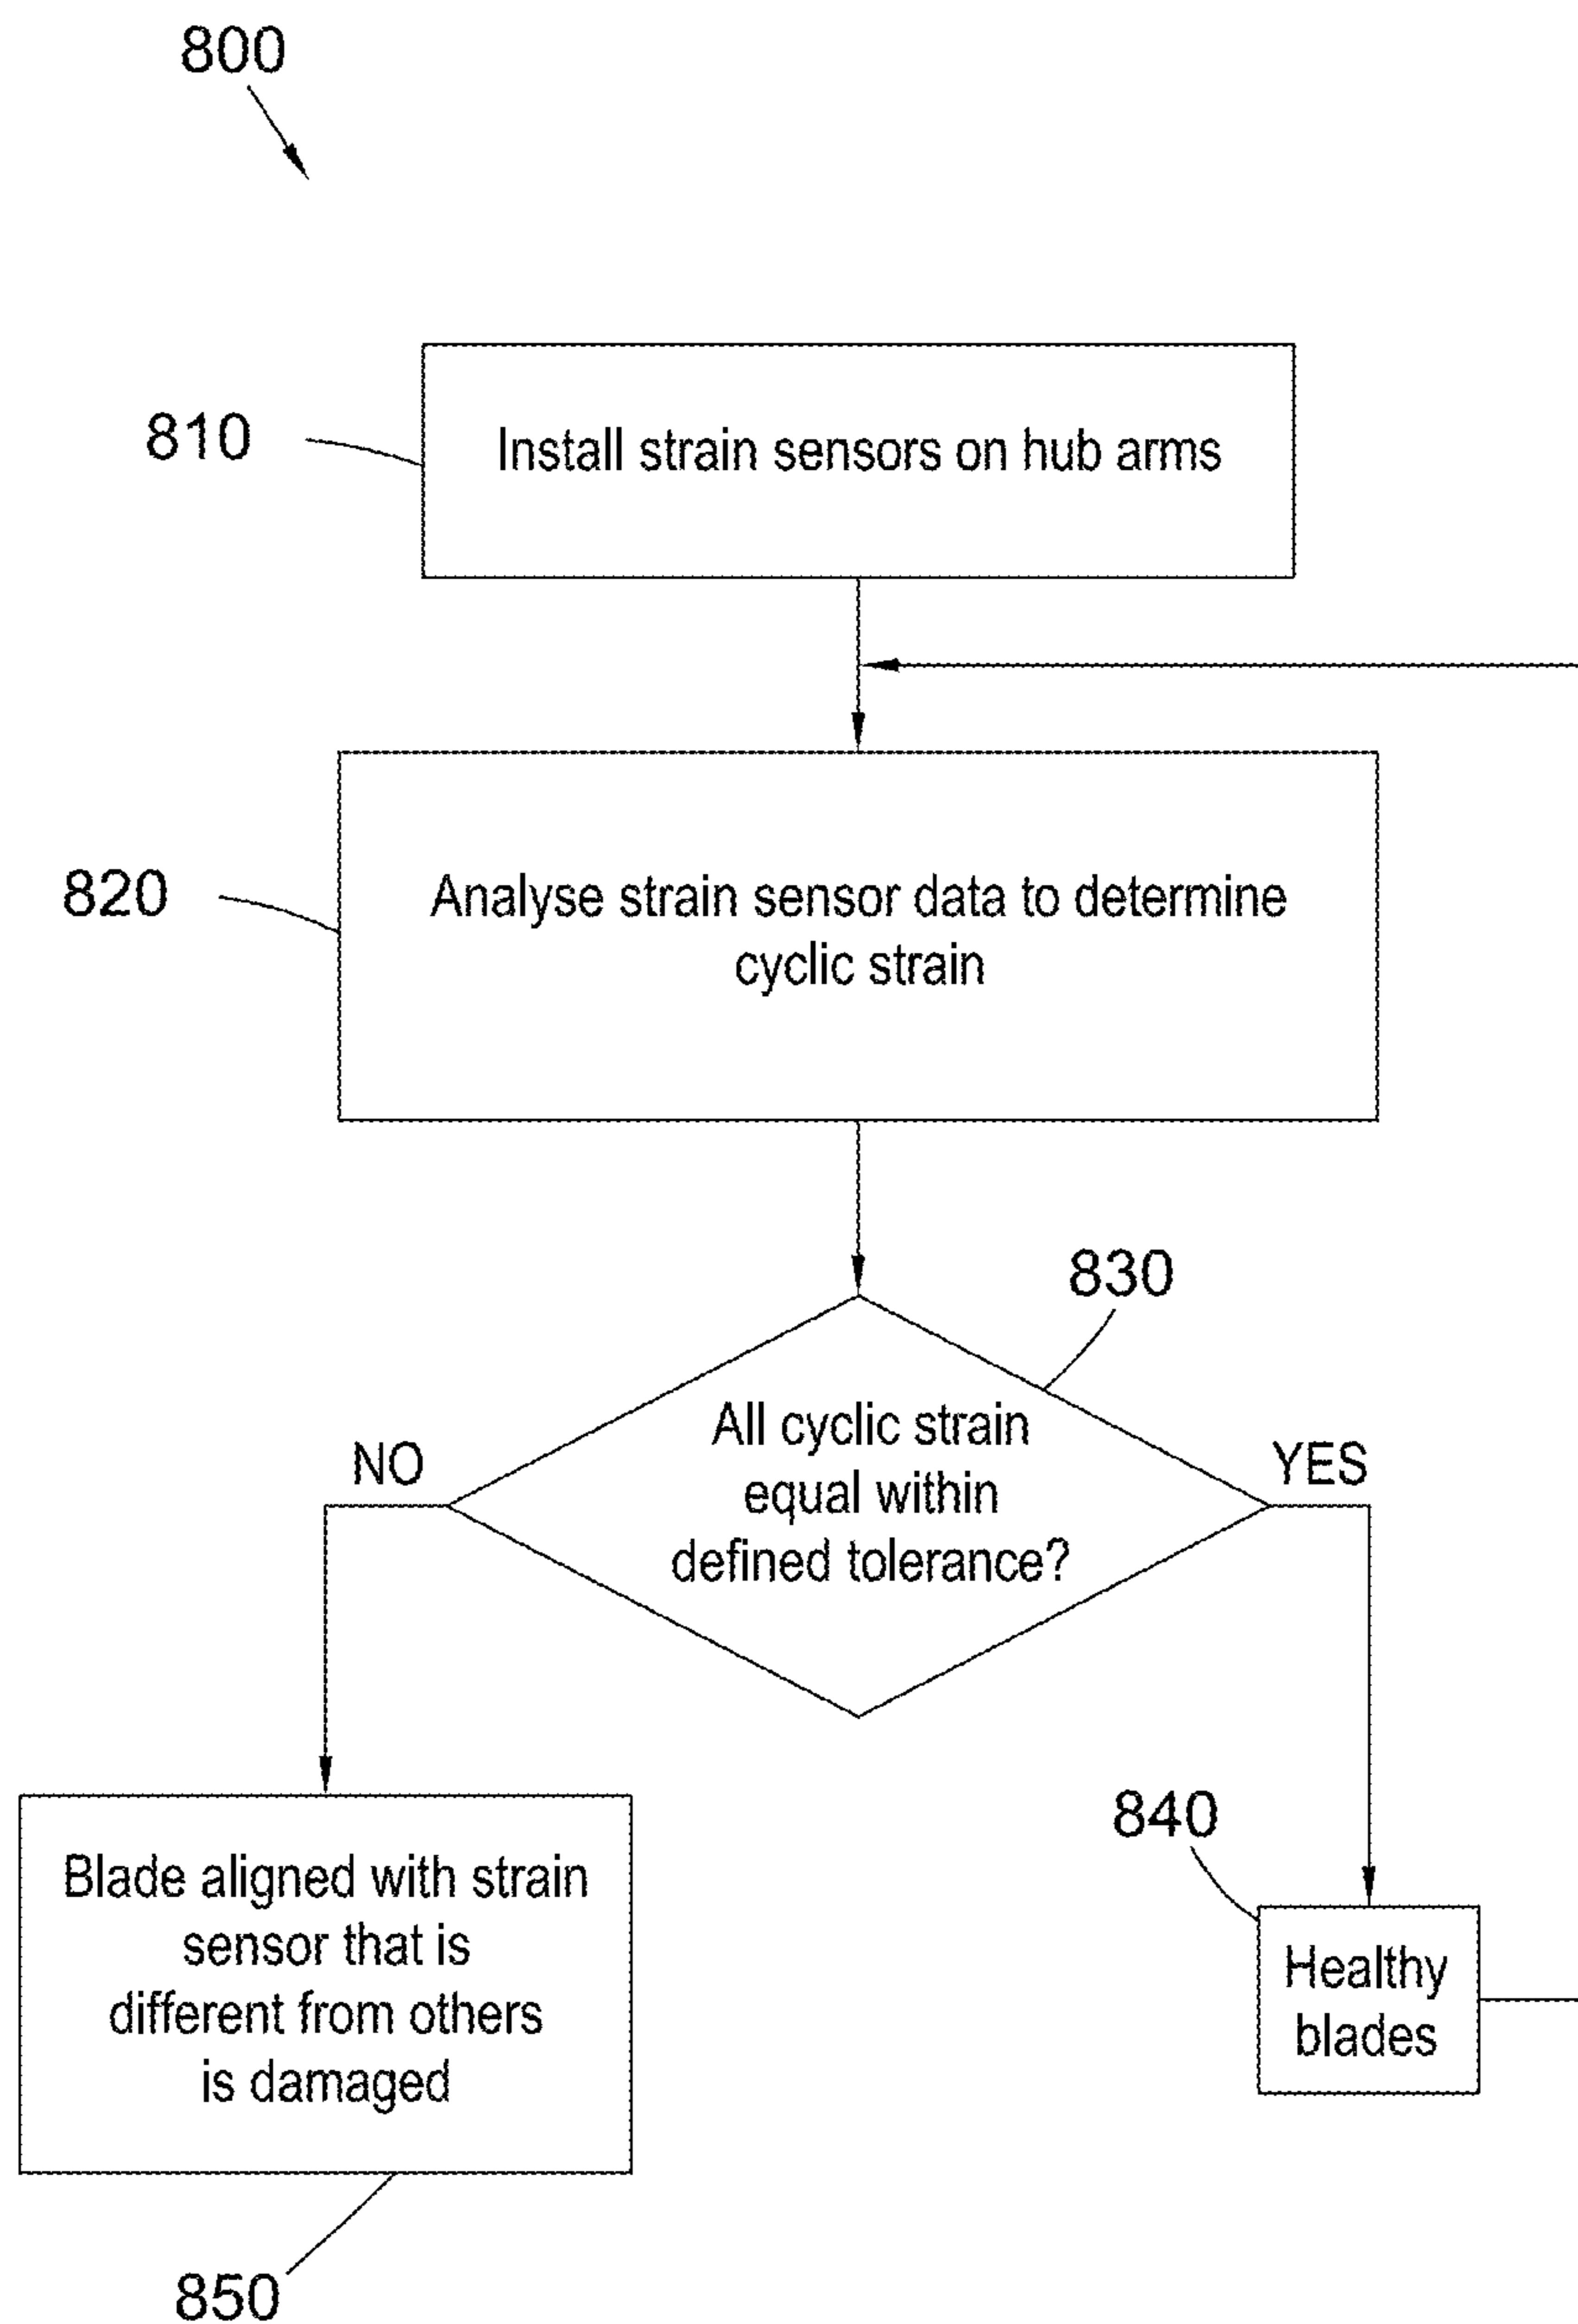 800
810
Install strain sensors on hub arms
820
Analyse strain sensor data to determine
cyclic strain
830
All cyclic strain
equal within
defined tolerance?
NO
YES
840
Healthy
blades
Blade aligned with strain
sensor that is
different from others
is damaged
850